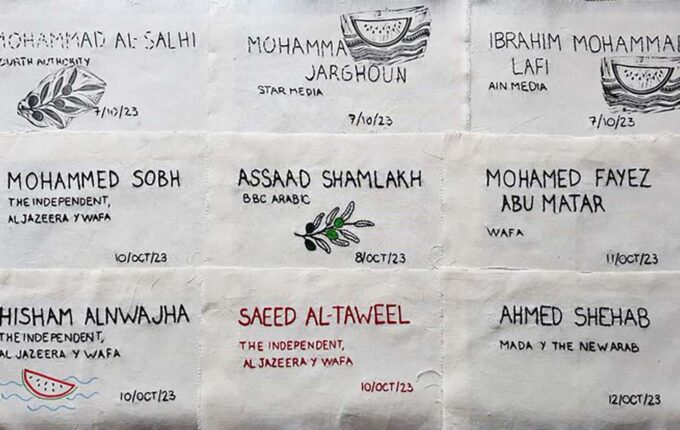 MOHAMMAD AL-SALHI
FOURTH AUTHORITY
7/10/23
MOHAMMA
JARGHOUN
STAR MEDIA
7/10/23
IBRAHIM MOHAMMAD
LAFI
AIN MEDIA
7/10/23
MOHAMMED SOBH
THE INDEPENDENT,
AL JAZEERA Y WAFA
10/OCT/23
ASSAAD SHAMLAKH
BBC ARABIC
8/OCT/23
MOHAMED FAYEZ
ABU MATAR
WAFA
11/OCT/23
HISHAM ALNWAJHA
THE INDEPENDENT,
AL JAZEERA Y WAFA
10/OCT/23
SAEED AL-TAWEEL
THE INDEPENDENT,
AL JAZEERA Y WAFA
10/OCT/23
AHMED SHEHAB
MADA Y THE NEW ARAB
12/OCT/23